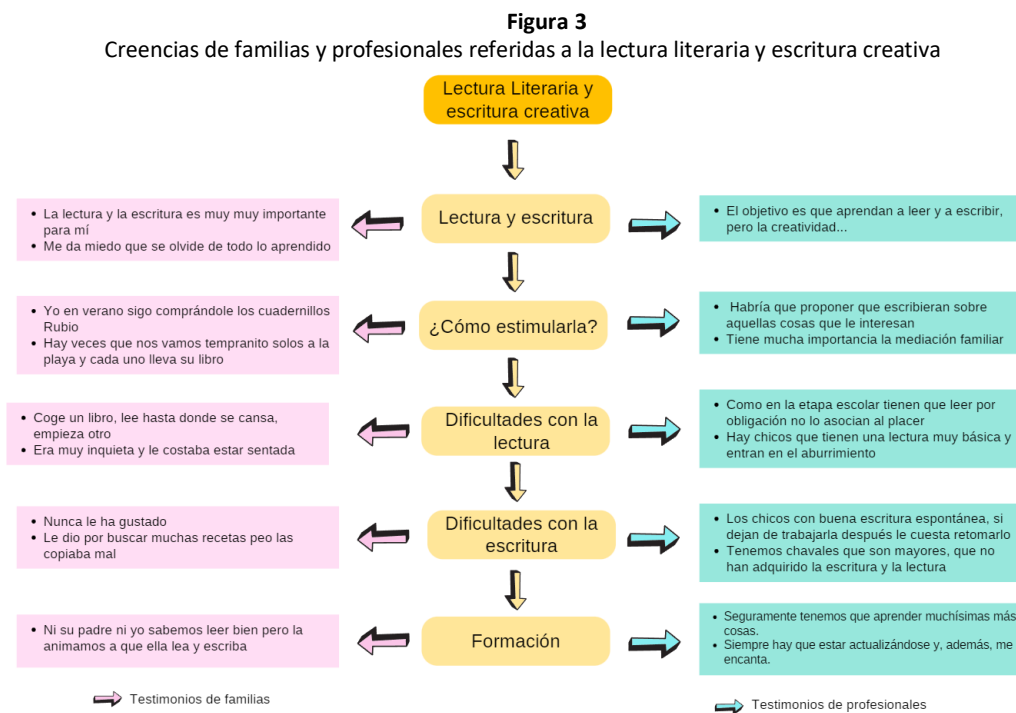 Figura 3
Creencias de familias y profesionales referidas a la lectura literaria y escritura creativa
Lectura Literaria y
escritura creativa
• La lectura y la escritura es muy muy importante
para mí
• Me da miedo que se olvide de todo lo aprendido
Lectura y escritura
• El objetivo es que aprendan a leer y a escribir,
pero la creatividad...
• Yo en verano sigo comprándole los cuadernillos
Rubio
• Hay veces que nos vamos tempranito solos a la
playa y cada uno lleva su libro
¿Cómo estimularla?
• Habría que proponer que escribieran sobre
aquellas cosas que le interesan
• Tiene mucha importancia la mediación familiar
• Coge un libro, lee hasta donde se cansa,
empieza otro
• Era muy inquieta y le costaba estar sentada
Dificultades con la
lectura
• Como en la etapa escolar tienen que leer por
obligación no lo asocian al placer
• Hay chicos que tienen una lectura muy básica y
entran en el aburrimiento
• Nunca le ha gustado
• Le dio por buscar muchas recetas peo las
copiaba mal
Dificultades con la
escritura
• Los chicos con buena escritura espontánea, si
dejan de trabajarla después le cuesta retomarlo
• Tenemos chavales que son mayores, que no
han adquirido la escritura y la lectura
• Ni su padre ni yo sabemos leer bien pero la
animamos a que ella lea y escriba
Formación
• Seguramente tenemos que aprender muchísimas más
cosas.
• Siempre hay que estar actualizándose y, además, me
encanta.
Testimonios de familias
Testimonios de profesionales